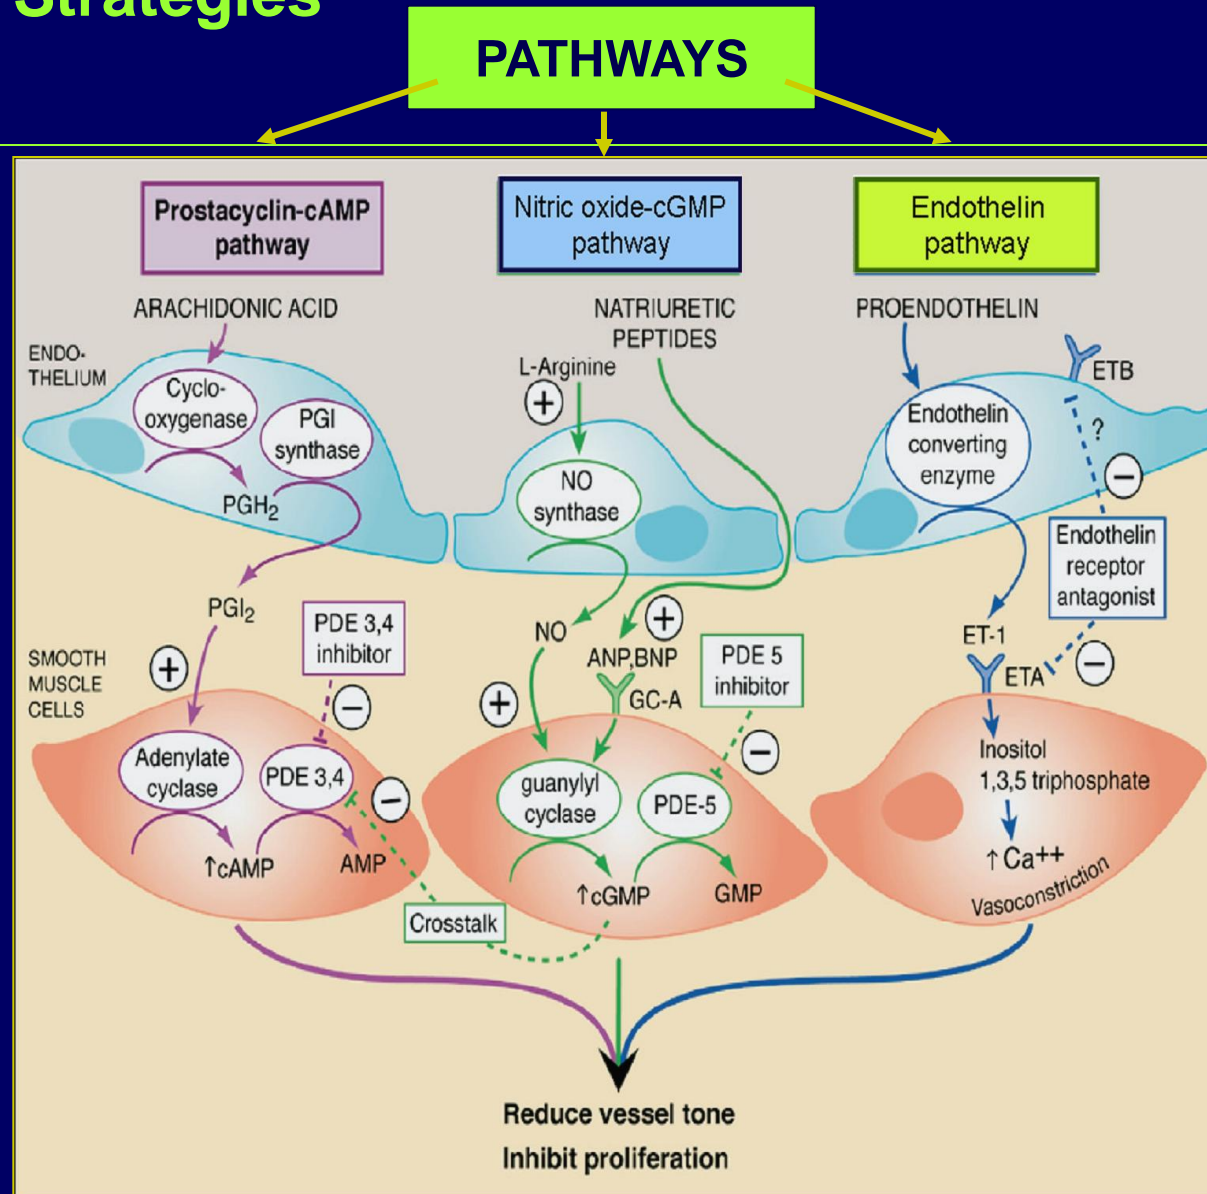 Strategies
PATHWAYS
Prostacyclin-cAMP
pathway
Nitric oxide-cGMP
pathway
Endothelin
pathway
ARACHIDONIC ACID
ENDO-
THELIUM
Cyclo-
oxygenase
PGI
synthase
PGH2
PGI2
PDE 3,4
inhibitor
SMOOTH
MUSCLE
CELLS
+
−
Adenylate
cyclase
PDE 3,4
−
↑cAMP
AMP
Crosstalk
NATRIURETIC
PEPTIDES
L-Arginine
+
NO
synthase
NO
+
ANP,BNP
GC-A
PDE 5
inhibitor
+
−
guanylyl
cyclase
PDE-5
↑cGMP
GMP
PROENDOTHELIN
ETB
Endothelin
converting
enzyme
?
−
Endothelin
receptor
antagonist
ET-1
ETA
−
Inositol
1,3,5 triphosphate
↑Ca++
Vasoconstriction
Reduce vessel tone
Inhibit proliferation